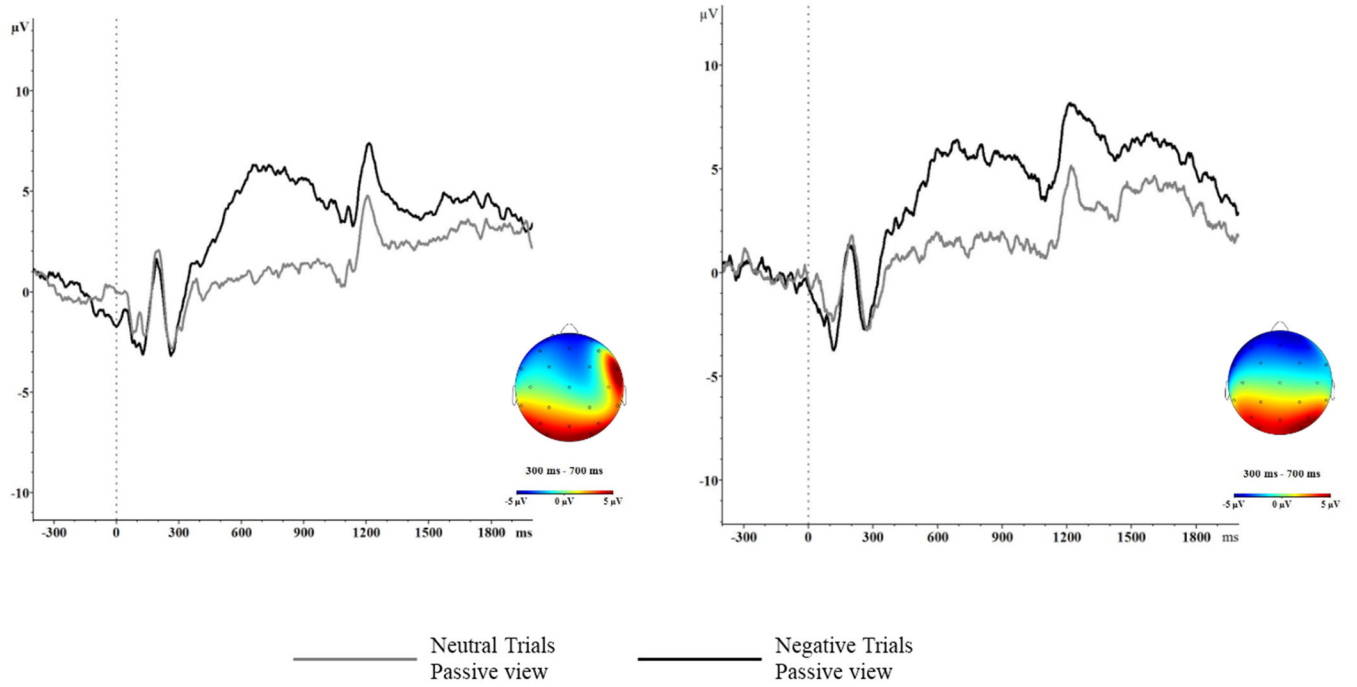 µV
10
5
0
-5
-10
-300 0 300 600 900 1200 1500 1800 ms
300 ms - 700 ms
-5 µV 0 µV 5 µV
µV
10
5
0
-5
-10
-300 0 300 600 900 1200 1500 1800 ms
300 ms - 700 ms
-5 µV 0 µV 5 µV
Neutral Trials
Passive view
Negative Trials
Passive view